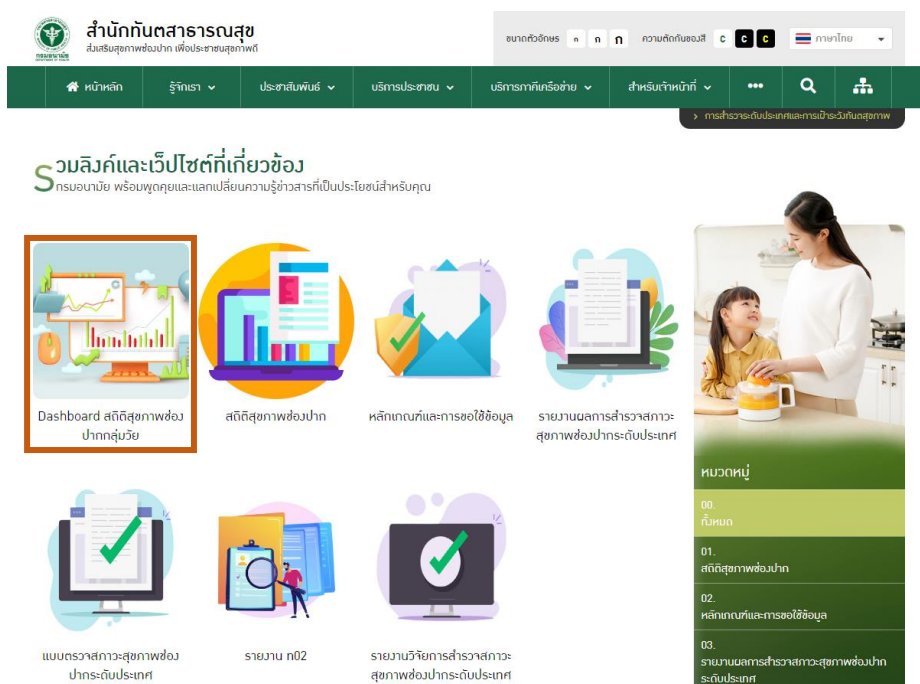 สำนักทันตสาธารณสุข
ส่งเสริมสุขภาพช่องปาก เพื่อประชาชนสุขภาพดี
กรมอนามัย
DEPARTMENT OF HEALTH
ขนาดตัวอักษร ก ก ก ความตัดกันของสี C C C ภาษาไทย
หน้าหลัก รู้จักเรา ประชาสัมพันธ์ บริการประชาชน บริการภาคีเครือข่าย สำหรับเจ้าหน้าที่ •••
> การสำรวจระดับประเทศและการเฝ้าระวังทันตสุขภาพ
รวมลิงค์และเว็ปไซต์ที่เกี่ยวข้อง
กรมอนามัย พร้อมพูดคุยและแลกเปลี่ยนความรู้ข่าวสารที่เป็นประโยชน์สำหรับคุณ
Dashboard สถิติสุขภาพช่อง
ปากกลุ่มวัย
สถิติสุขภาพช่องปาก
หลักเกณฑ์และการขอใช้ข้อมูล
รายงานผลการสำรวจสภาวะ
สุขภาพช่องปากระดับประเทศ
แบบตรวจสภาวะสุขภาพช่อง
ปากระดับประเทศ
รายงาน ท02
รายงานวิจัยการสำรวจสภาวะ
สุขภาพช่องปากระดับประเทศ
หมวดหมู่
00.
ทั้งหมด
01.
สถิติสุขภาพช่องปาก
02.
หลักเกณฑ์และการขอใช้ข้อมูล
03.
รายงานผลการสำรวจสภาวะสุขภาพช่องปาก
ระดับประเทศ